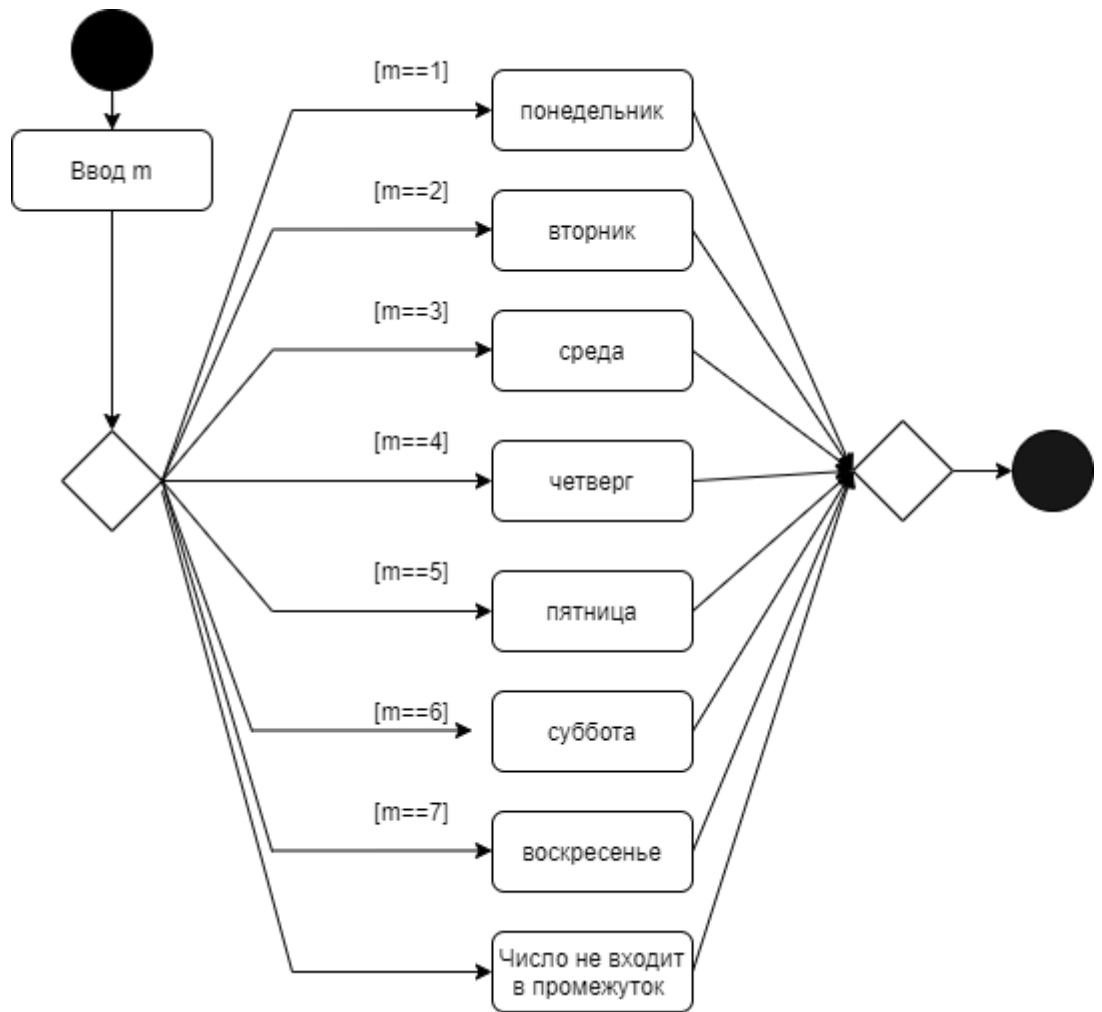 [m==1]
понедельник
Ввод m
[m==2]
вторник
[m==3]
среда
[m==4]
четверг
[m==5]
пятница
[m==6]
суббота
[m==7]
воскресенье
Число не входит
в промежуток